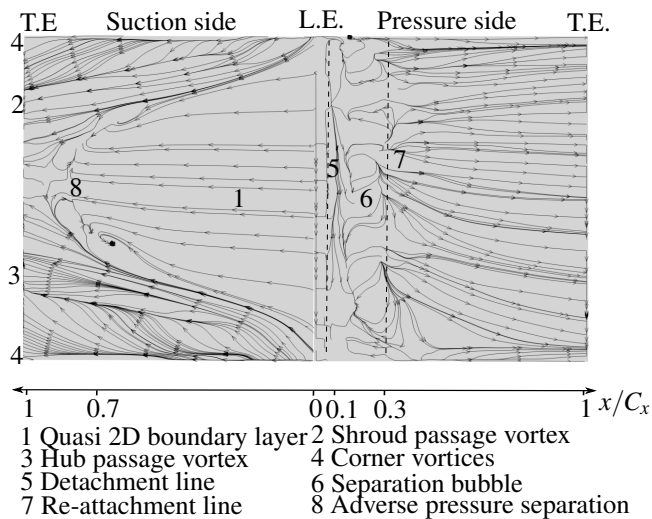 T.E Suction side L.E. Pressure side T.E.
4
2
5 7
8 1 6
3
4
1 0.7 0 0.1 0.3 1 x/Cx
1 Quasi 2D boundary layer 2 Shroud passage vortex
3 Hub passage vortex 4 Corner vortices
5 Detachment line 6 Separation bubble
7 Re-attachment line 8 Adverse pressure separation